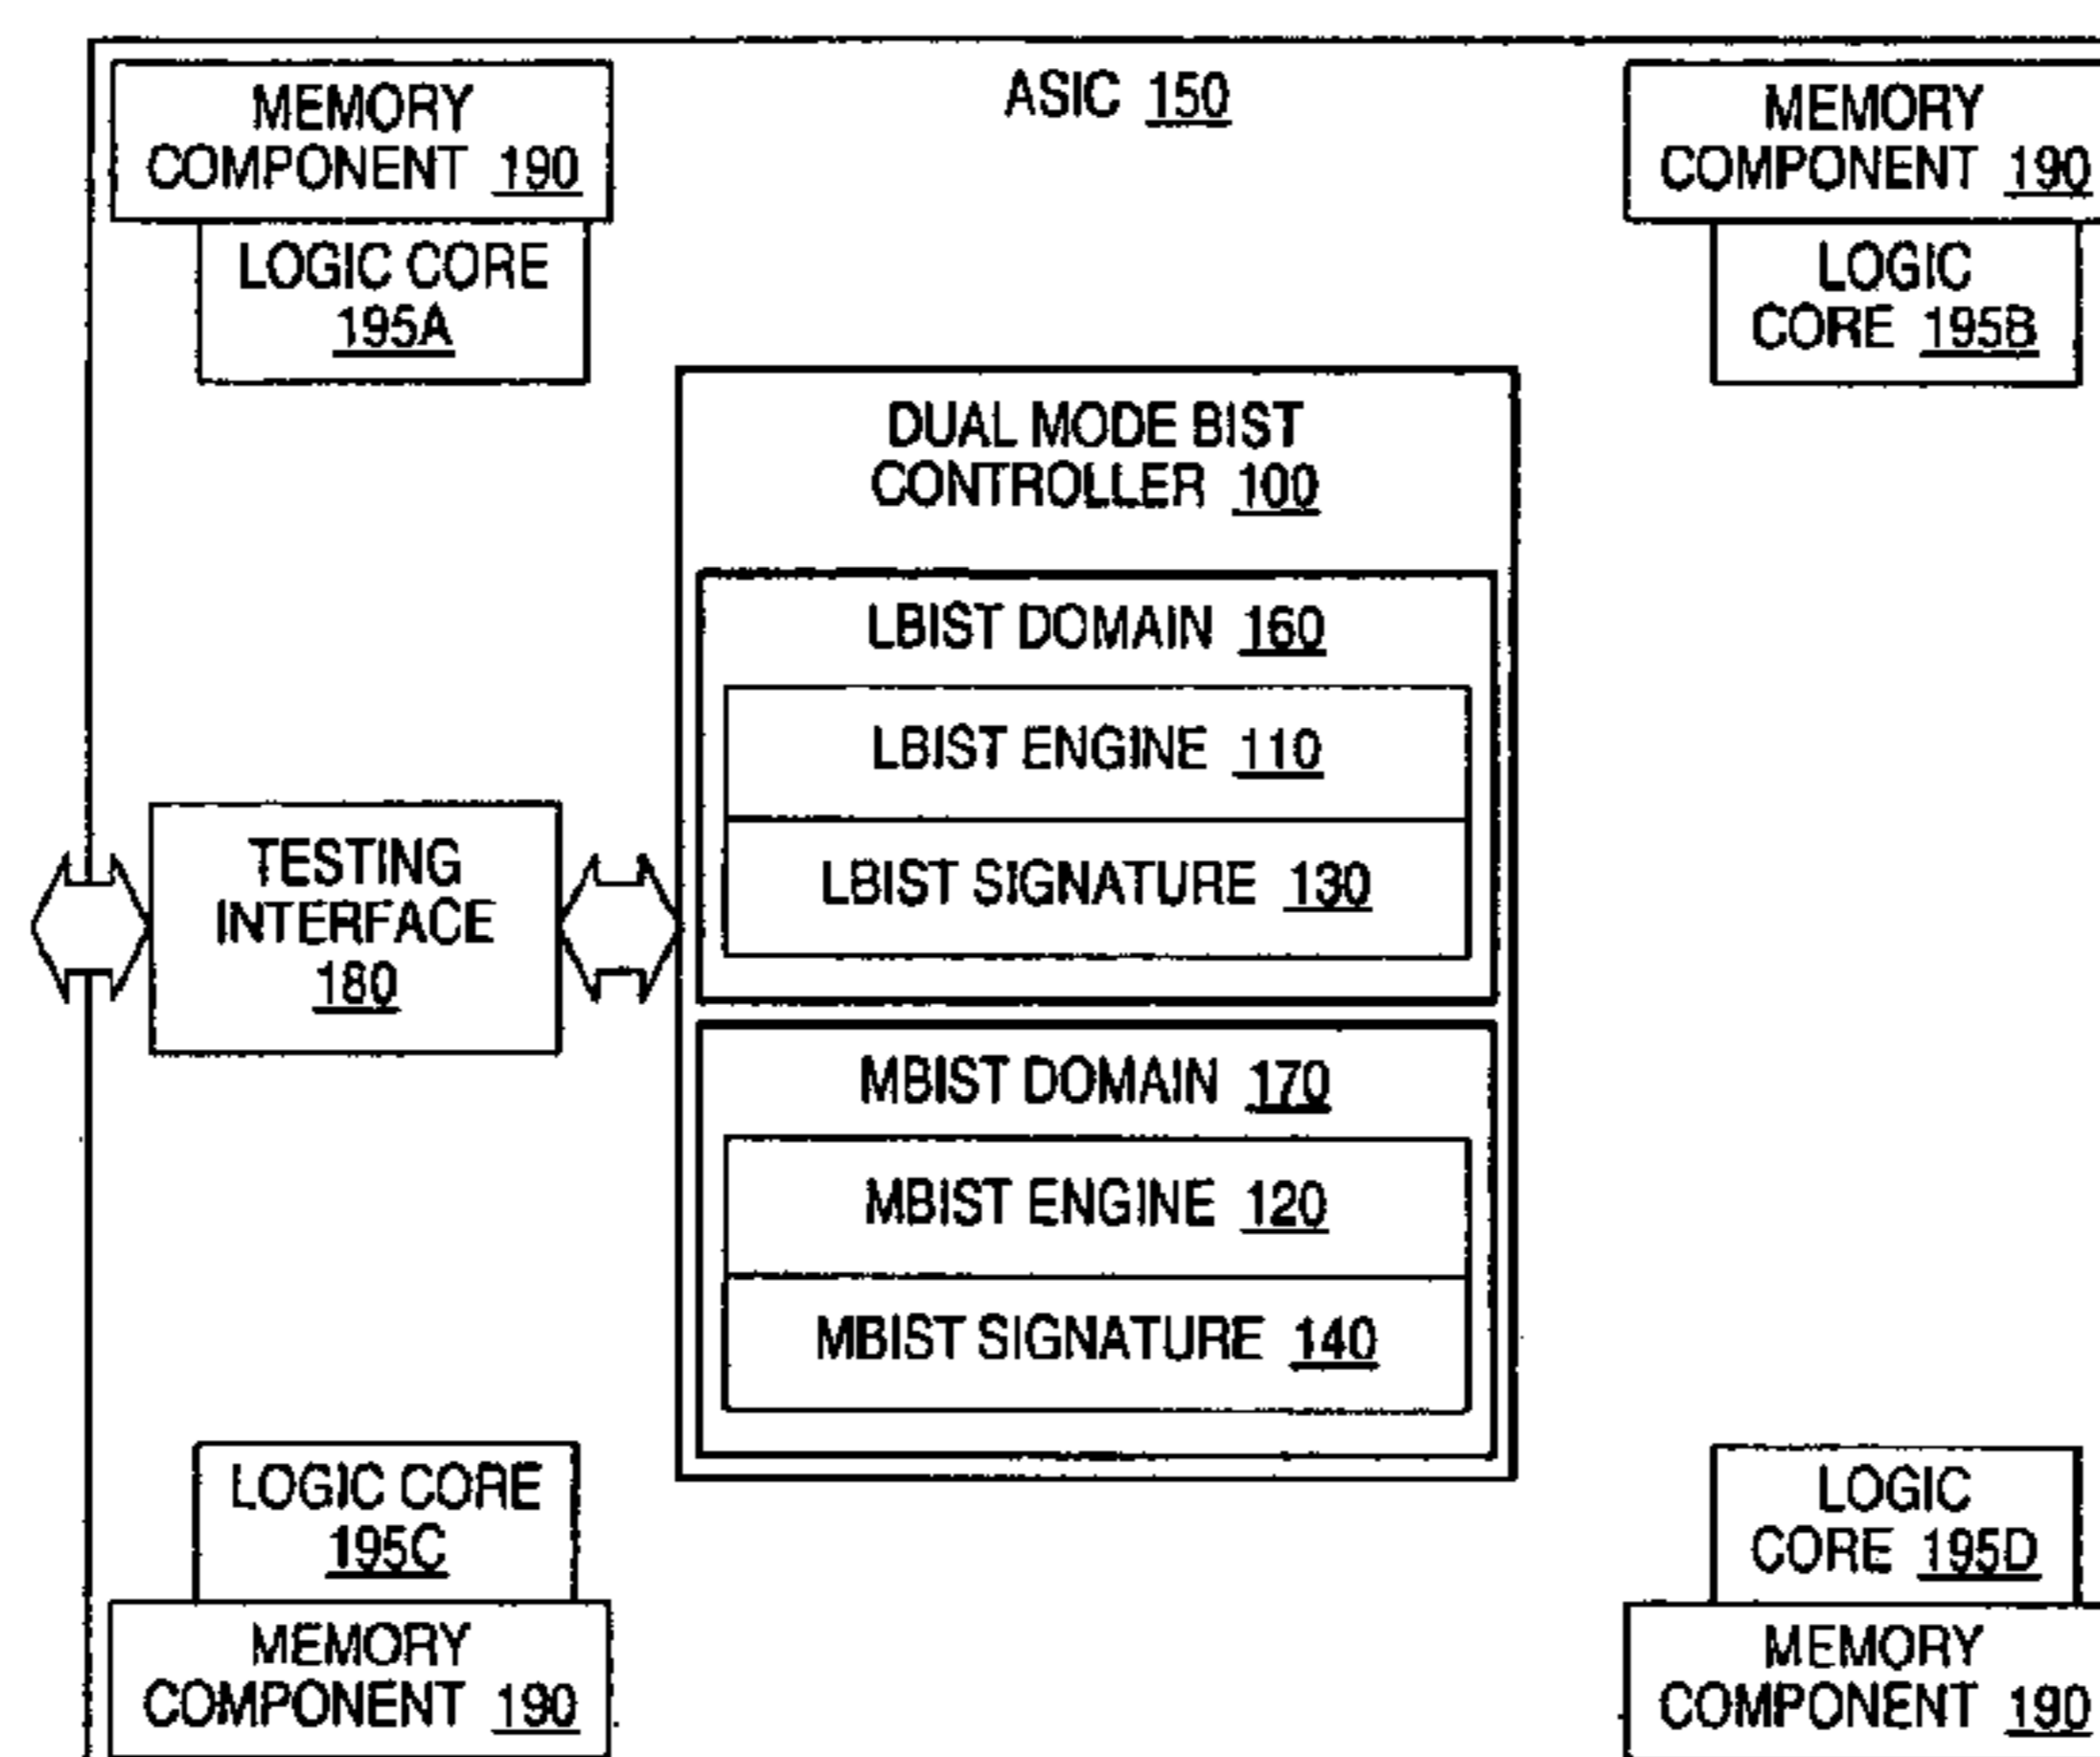 ASIC 150
MEMORY
COMPONENT 190
LOGIC CORE
195A
MEMORY
COMPONENT 190
LOGIC
CORE 195B
DUAL MODE BIST
CONTROLLER 100
LBIST DOMAIN 160
LBIST ENGINE 110
LBIST SIGNATURE 130
TESTING
INTERFACE
180
MBIST DOMAIN 170
MBIST ENGINE 120
MBIST SIGNATURE 140
LOGIC CORE
195C
MEMORY
COMPONENT 190
LOGIC
CORE 195D
MEMORY
COMPONENT 190